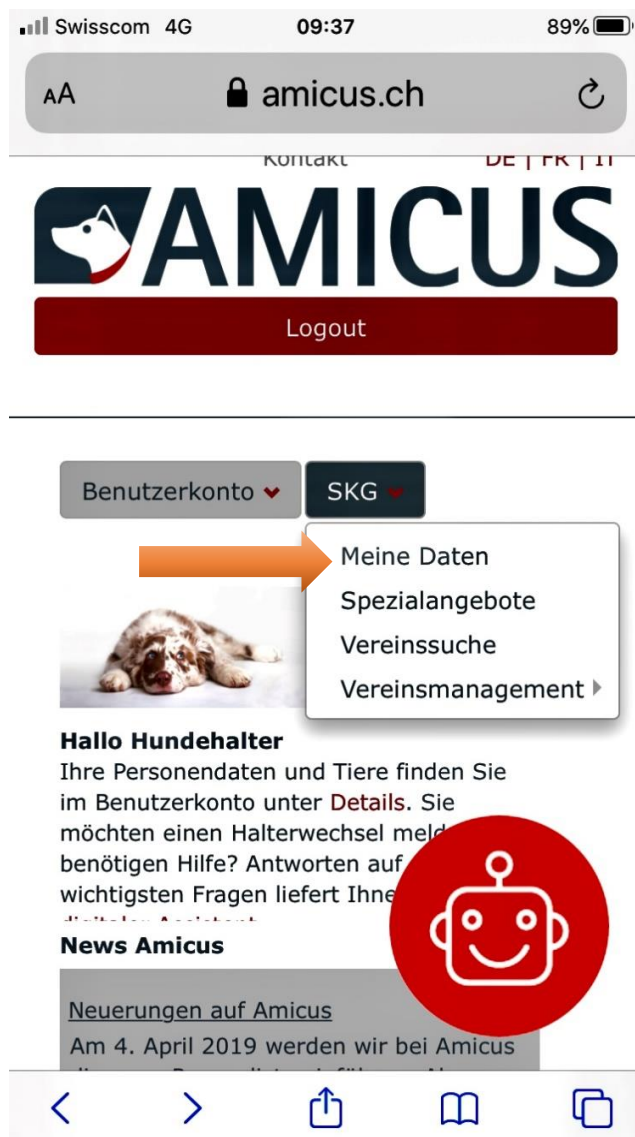 Swisscom 4G 09:37 89%
AA amicus.ch
Kontakt DE | FR | IT
AMICUS
Logout
Benutzerkonto SKG
Meine Daten
Spezialangebote
Vereinssuche
Vereinsmanagement
Hallo Hundehalter
Ihre Personendaten und Tiere finden Sie
im Benutzerkonto unter Details. Sie
möchten einen Halterwechsel
benötigen Hilfe? Antworten auf
wichtigsten Fragen liefert
digitaler Assistent
News Amicus
Neuerungen auf Amicus
Am 4. April 2019 werden wir bei Amicus